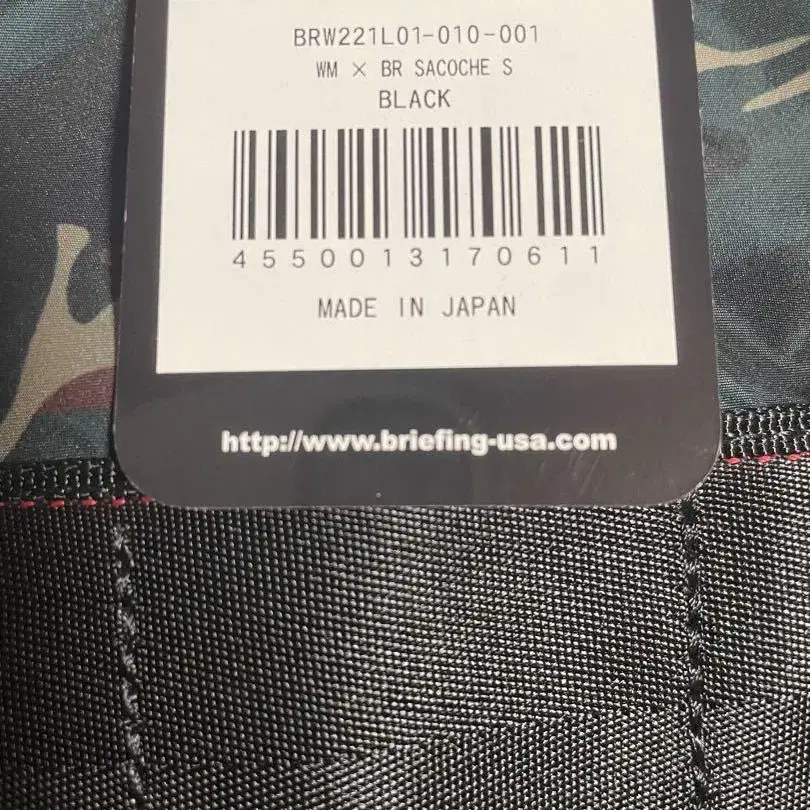 BRW221L01-010-001
WM × BR SACOCHE S
BLACK
4550013170611
MADE IN JAPAN
http://www.briefing-usa.com